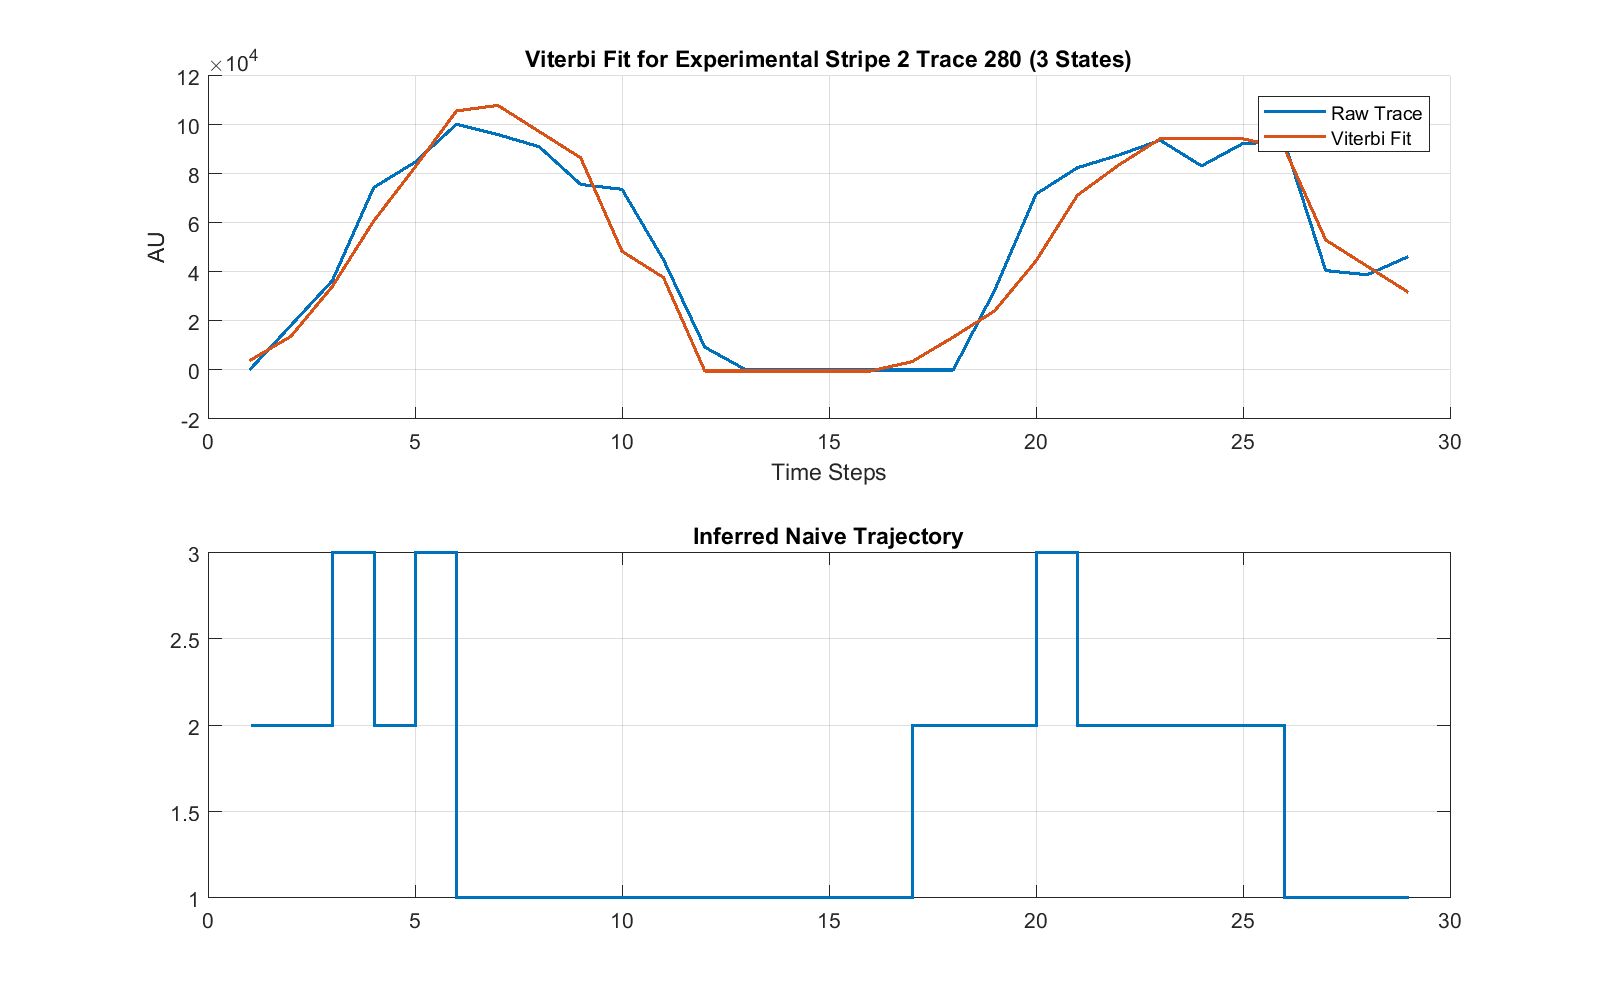 Viterbi Fit for Experimental Stripe 2 Trace 280 (3 States)
×10⁴
12
10
8
6
4
2
0
-2
AU
Raw Trace
Viterbi Fit
0 5 10 15 20 25 30
Time Steps
Inferred Naive Trajectory
3
2.5
2
1.5
1
0 5 10 15 20 25 30